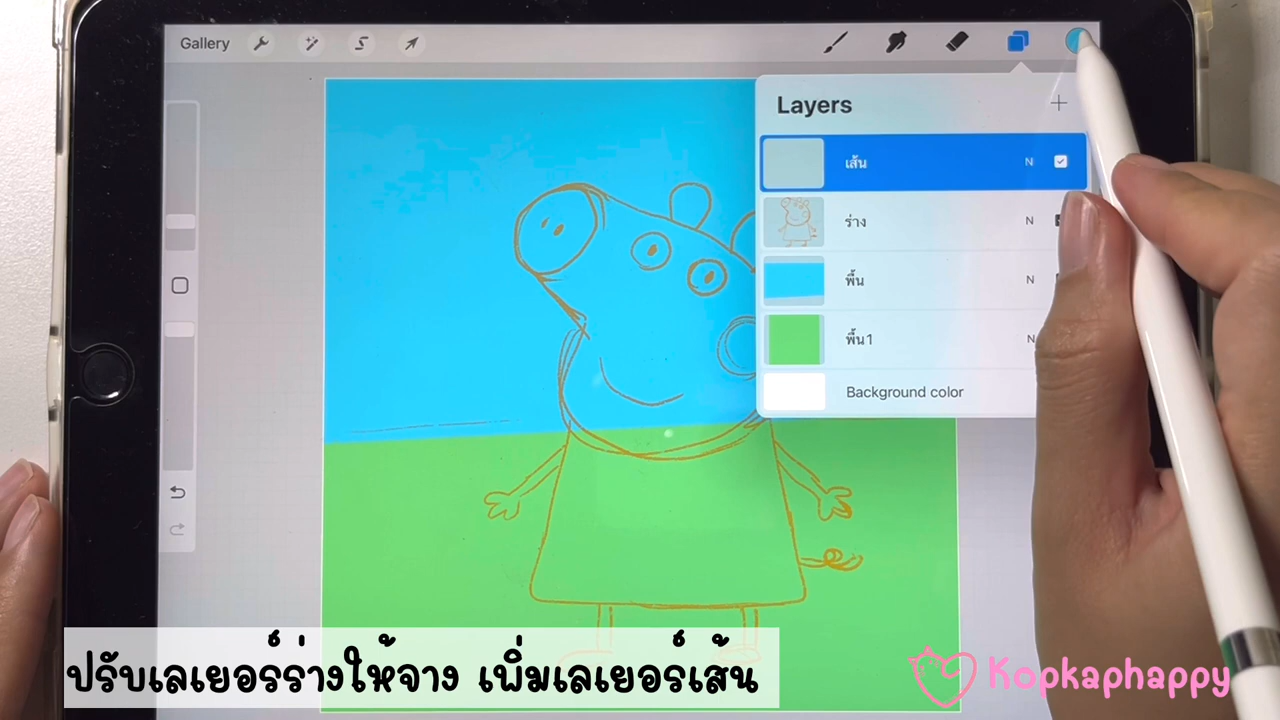 Gallery
Layers
เส้น N
ร่าง N
พื้น N
พื้น1 N
Background color
ปรับเลเยอร์ร่างให้จาง เพิ่มเลเยอร์เส้น
Kopkaphappy